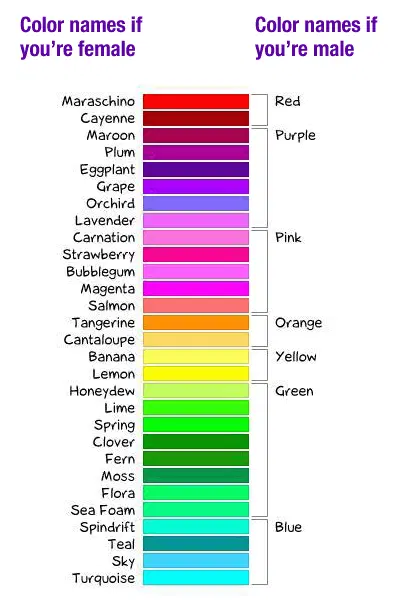 Color names if
you're female
Color names if
you're male
Maraschino
Red
Cayenne
Maroon
Purple
Plum
Eggplant
Grape
Orchird
Lavender
Carnation
Pink
Strawberry
Bubblegum
Magenta
Salmon
Tangerine
Orange
Cantaloupe
Banana
Yellow
Lemon
Honeydew
Green
Lime
Spring
Clover
Fern
Moss
Flora
Sea Foam
Spindrift
Blue
Teal
Sky
Turquoise